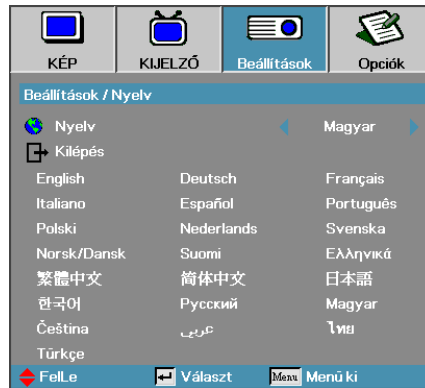 KÉP KIJELZŐ Beállítások Opciók
Beállítások / Nyelv
Nyelv Magyar
Kilépés
English Deutsch Français
Italiano Español Português
Polski Nederlands Svenska
Norsk/Dansk Suomi Ελληνικά
繁體中文 简体中文 日本語
한국어 Русский Magyar
Čeština عربي ไทย
Türkçe
FelLe Választ Menu Menü ki